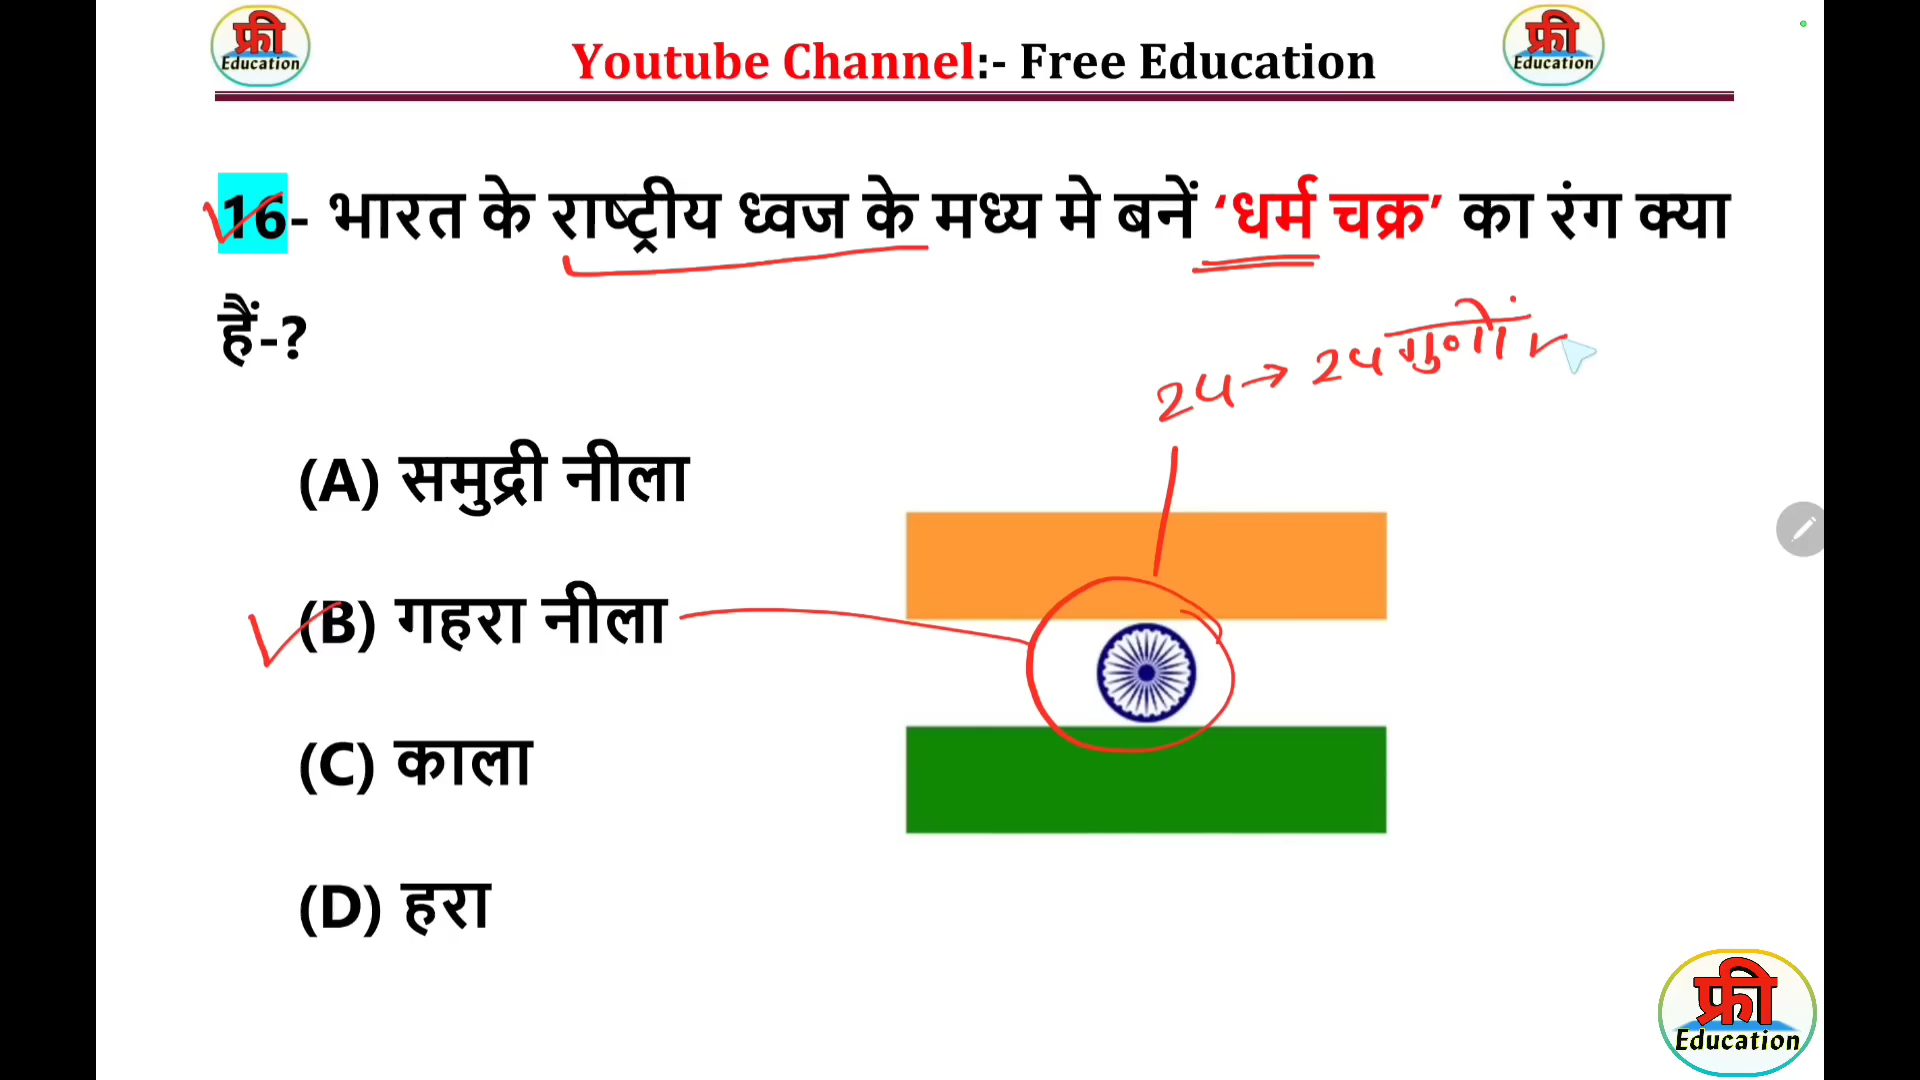 फ्री
Education
Youtube Channel:- Free Education
फ्री
Education
16- भारत के राष्ट्रीय ध्वज के मध्य मे बनें ‘धर्म चक्र’ का रंग क्या
हैं-?
24 → 24 गुणों
(A) समुद्री नीला
(B) गहरा नीला
(C) काला
(D) हरा
फ्री
Education